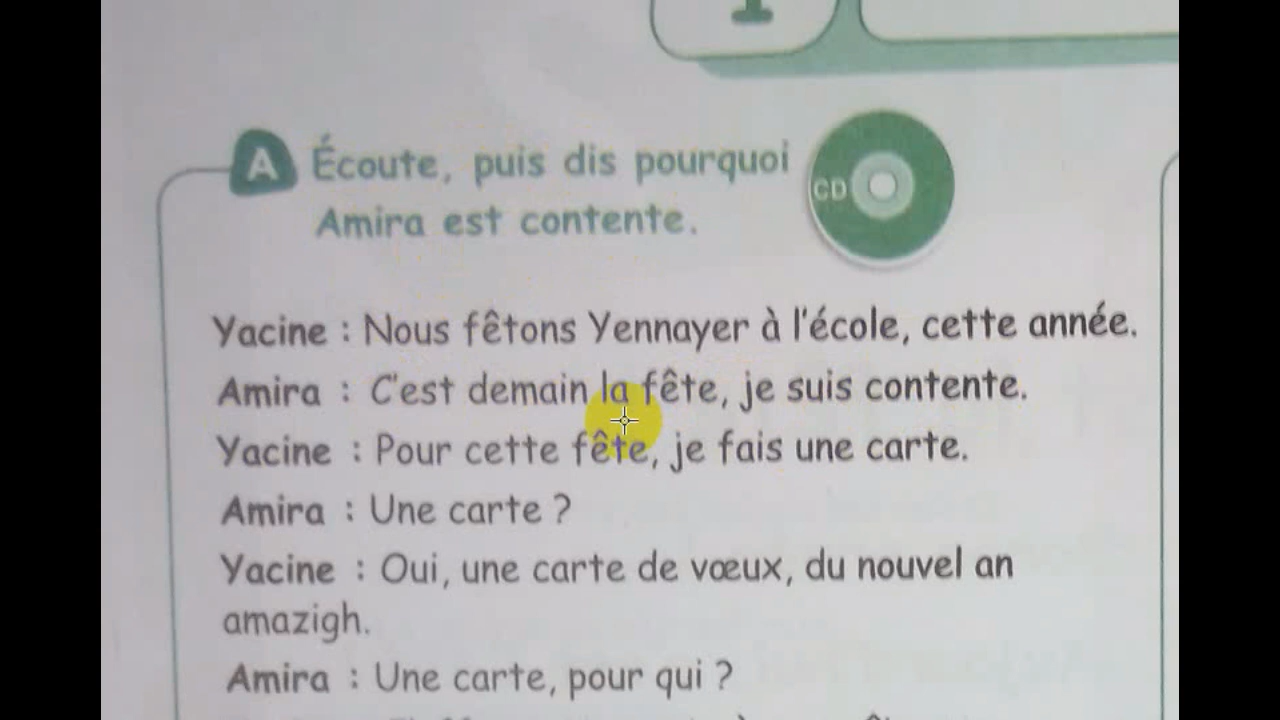 1
A Écoute, puis dis pourquoi
Amira est contente.
CD
Yacine : Nous fêtons Yennayer à l'école, cette année.
Amira : C'est demain la fête, je suis contente.
Yacine : Pour cette fête, je fais une carte.
Amira : Une carte ?
Yacine : Oui, une carte de vœux, du nouvel an
amazigh.
Amira : Une carte, pour qui ?